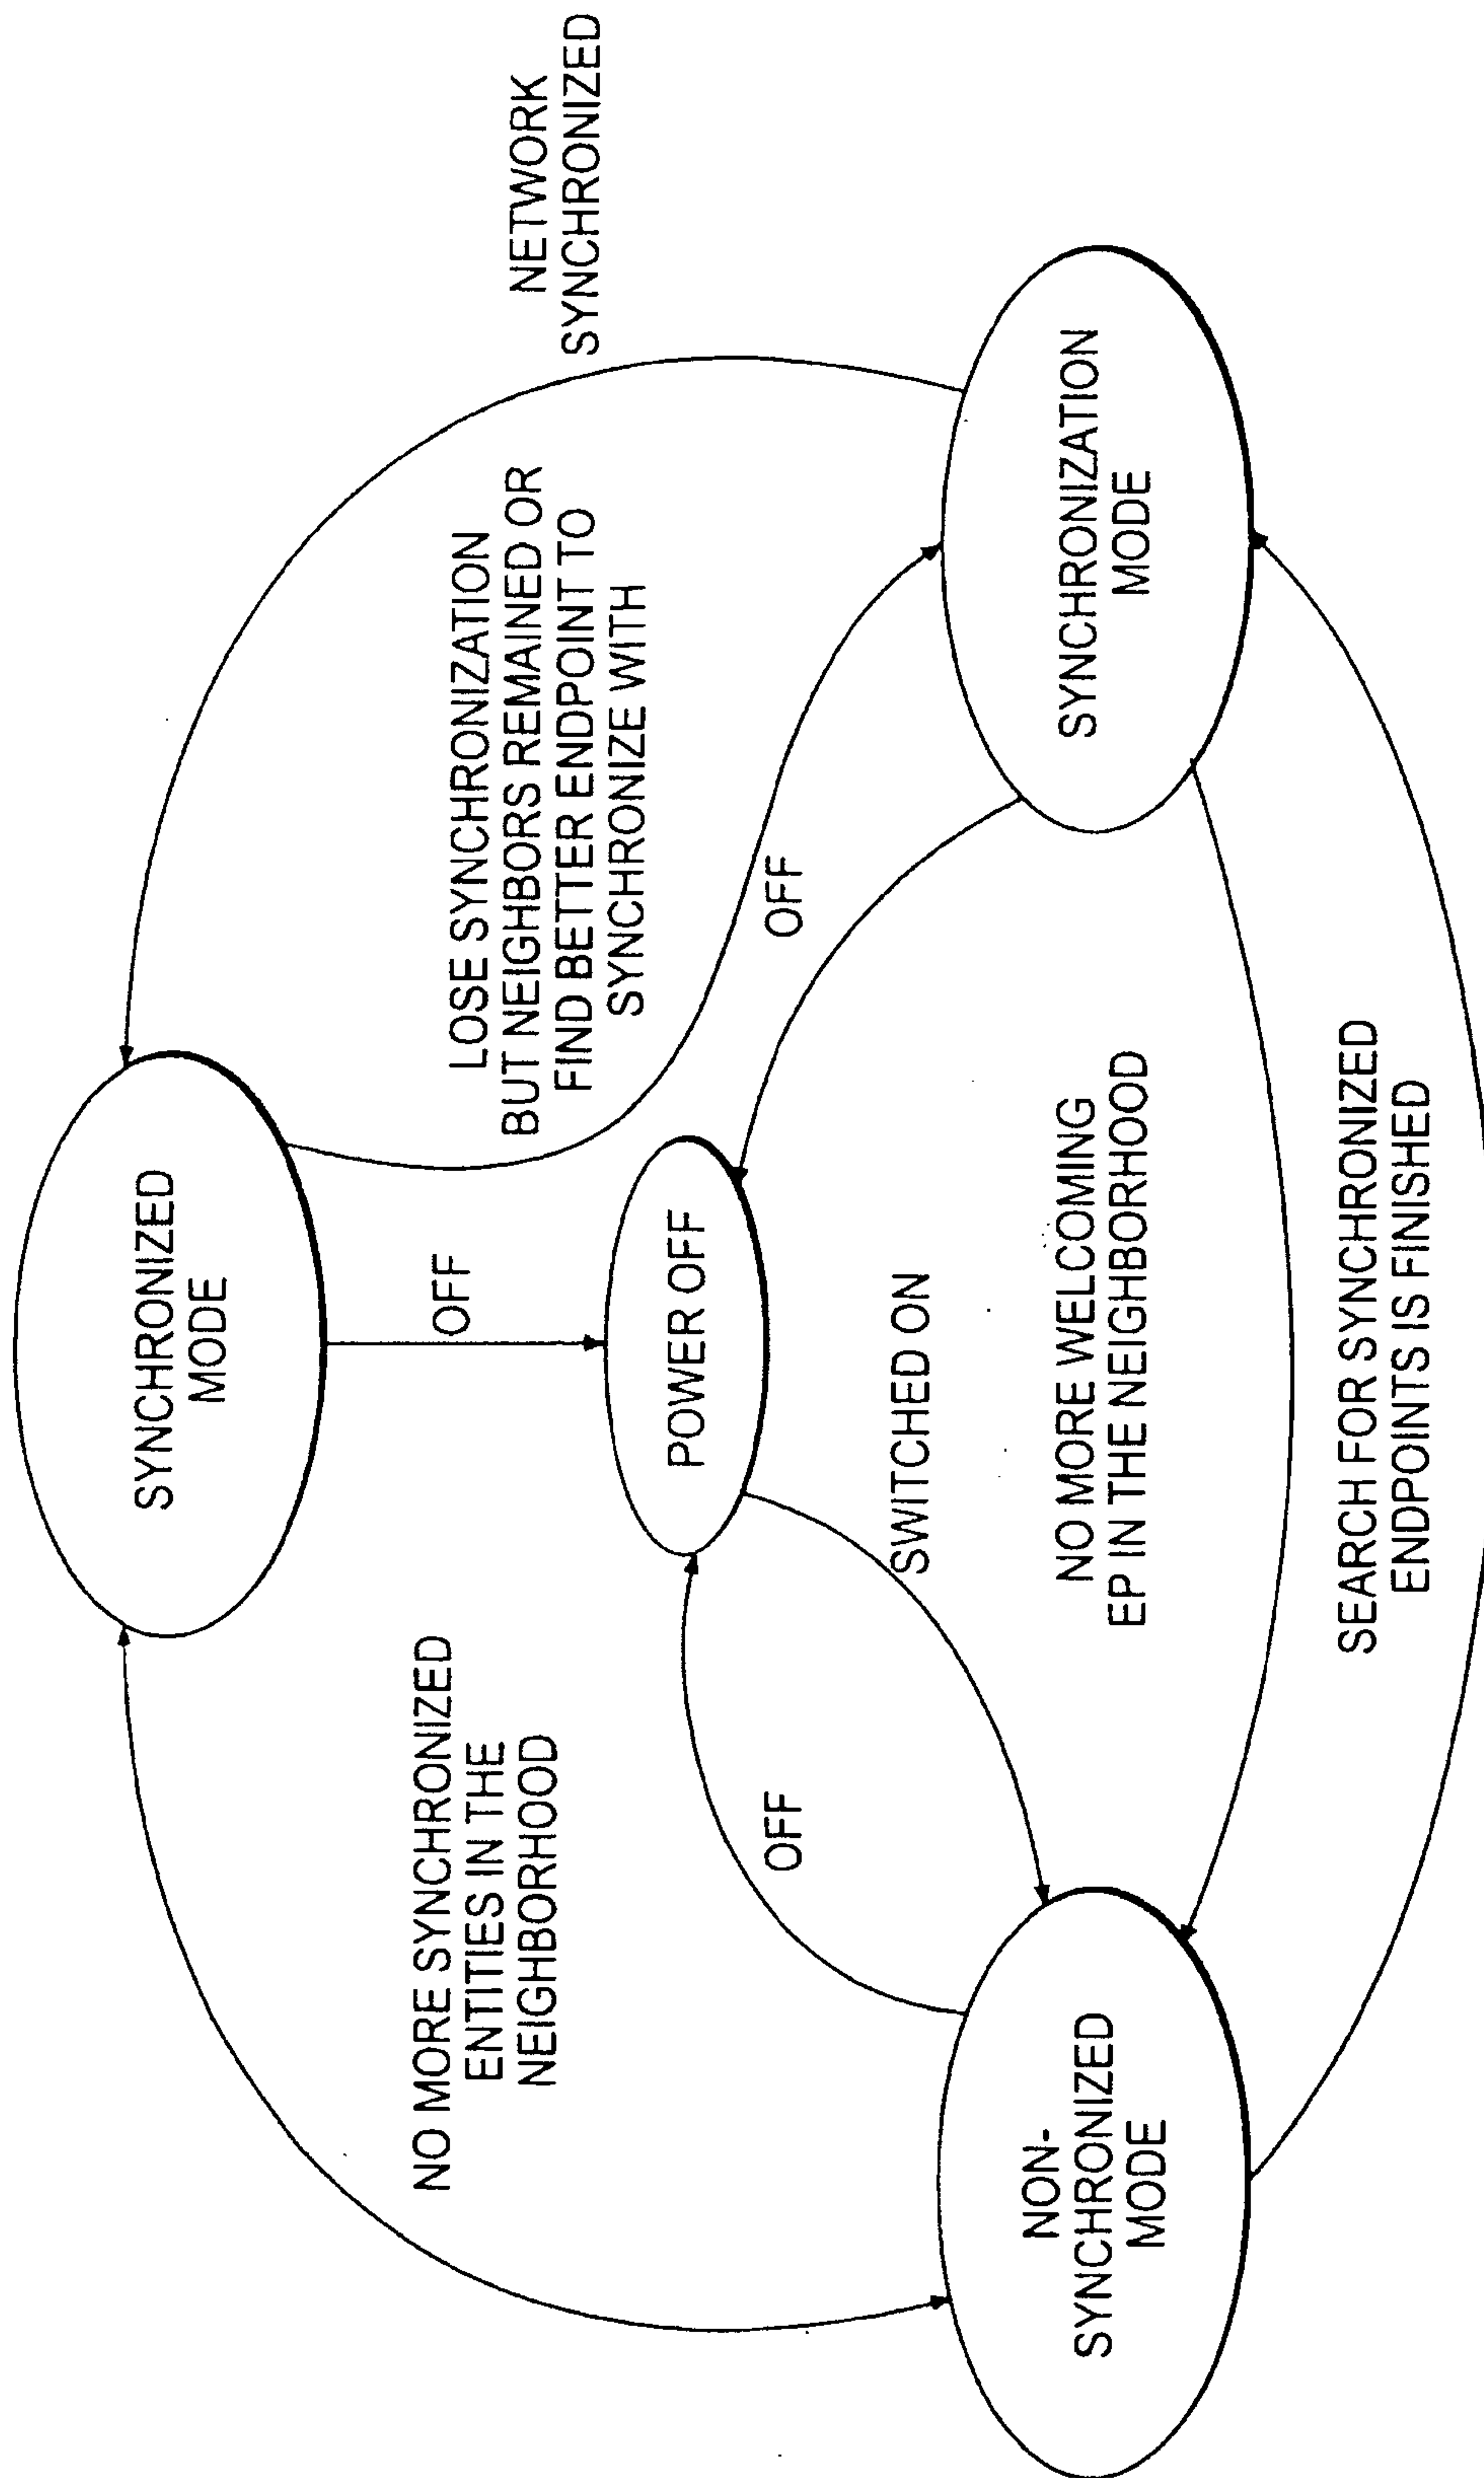 SYNCHRONIZED
MODE
NETWORK
SYNCHRONIZED
NO MORE SYNCHRONIZED
ENTITIES IN THE
NEIGHBORHOOD
OFF
LOSE SYNCHRONIZATION
BUT NEIGHBORS REMAINED OR
FIND BETTER ENDPOINT TO
SYNCHRONIZE WITH
POWER OFF
OFF
OFF
SWITCHED ON
NON-
SYNCHRONIZED
MODE
NO MORE WELCOMING
EP IN THE NEIGHBORHOOD
SYNCHRONIZATION
MODE
SEARCH FOR SYNCHRONIZED
ENDPOINTS IS FINISHED